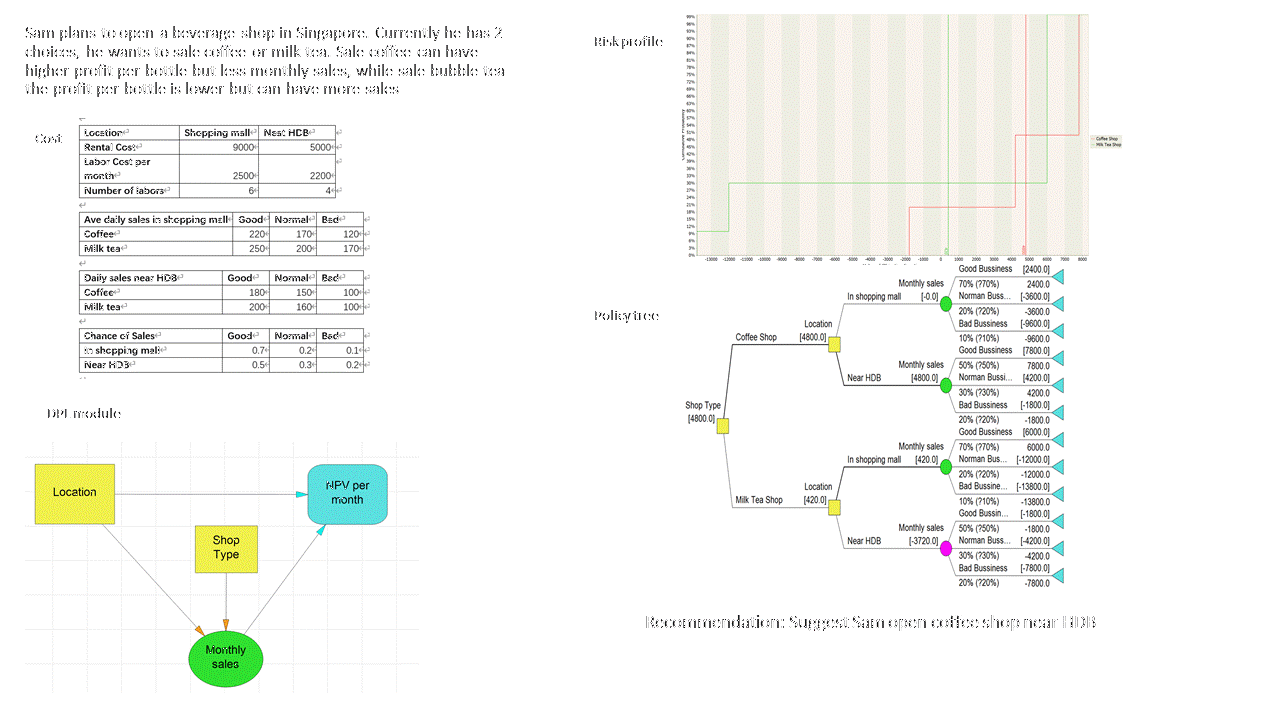 Sam plans to open a beverage shop in Singapore. Currently he has 2
choices, he wants to sale coffee or milk tea. Sale coffee can have
higher profit per bottle but less monthly sales, while sale bubble tea
the profit per bottle is lower but can have more sales
Cost
Location Shopping mall Nest HDB
Rental Cost 9000 5000
Labor Cost per
month 2500 2200
Number of labors 6 4
Ave daily sales in shopping mall Good Normal Bad
Coffee 220 170 120
Milk tea 250 200 170
Daily sales near HDB Good Normal Bad
Coffee 180 150 100
Milk tea 200 160 100
Chance of Sales Good Normal Bad
In shopping mall 0.7 0.2 0.1
Near HDB 0.5 0.3 0.2
DPL module
Location
NPV per
month
Shop
Type
Monthly
sales
Risk profile
99%
96%
93%
90%
87%
84%
81%
78%
75%
72%
69%
66%
63%
60%
57%
54%
51%
48%
45%
42%
39%
36%
33%
30%
27%
24%
21%
18%
15%
12%
9%
6%
3%
0%
-13000 -12000 -11000 -10000 -9000 -8000 -7000 -6000 -5000 -4000 -3000 -2000 -1000 0 1000 2000 3000 4000 5000 6000 7000 8000
Coffee Shop
Milk Tea Shop
Policy tree
Good Bussiness [2400.0]
Monthly sales 70% (?70%) 2400.0
In shopping mall [-0.0] Norman Buss... [-3600.0]
20% (?20%) -3600.0
Location Bad Bussiness [-9600.0]
Coffee Shop [4800.0] 10% (?10%) -9600.0
Good Bussiness [7800.0]
Monthly sales 50% (?50%) 7800.0
Near HDB [4800.0] Norman Bussi... [4200.0]
30% (?30%) 4200.0
Shop Type Bad Bussiness [-1800.0]
[4800.0] 20% (?20%) -1800.0
Good Bussiness [6000.0]
Monthly sales 70% (?70%) 6000.0
In shopping mall [420.0] Norman Bus... [-12000.0]
20% (?20%) -12000.0
Location Bad Bussine... [-13800.0]
Milk Tea Shop [420.0] 10% (?10%) -13800.0
Good Bussin... [-1800.0]
Monthly sales 50% (?50%) -1800.0
Near HDB [-3720.0] Norman Buss... [-4200.0]
30% (?30%) -4200.0
Bad Bussiness [-7800.0]
20% (?20%) -7800.0
Recommendation: Suggest Sam open coffee shop near HDB